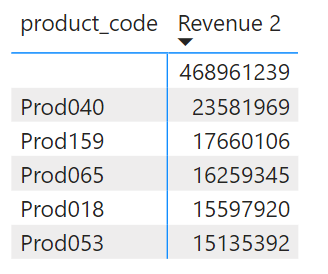 product_code Revenue 2
468961239
Prod040 23581969
Prod159 17660106
Prod065 16259345
Prod018 15597920
Prod053 15135392